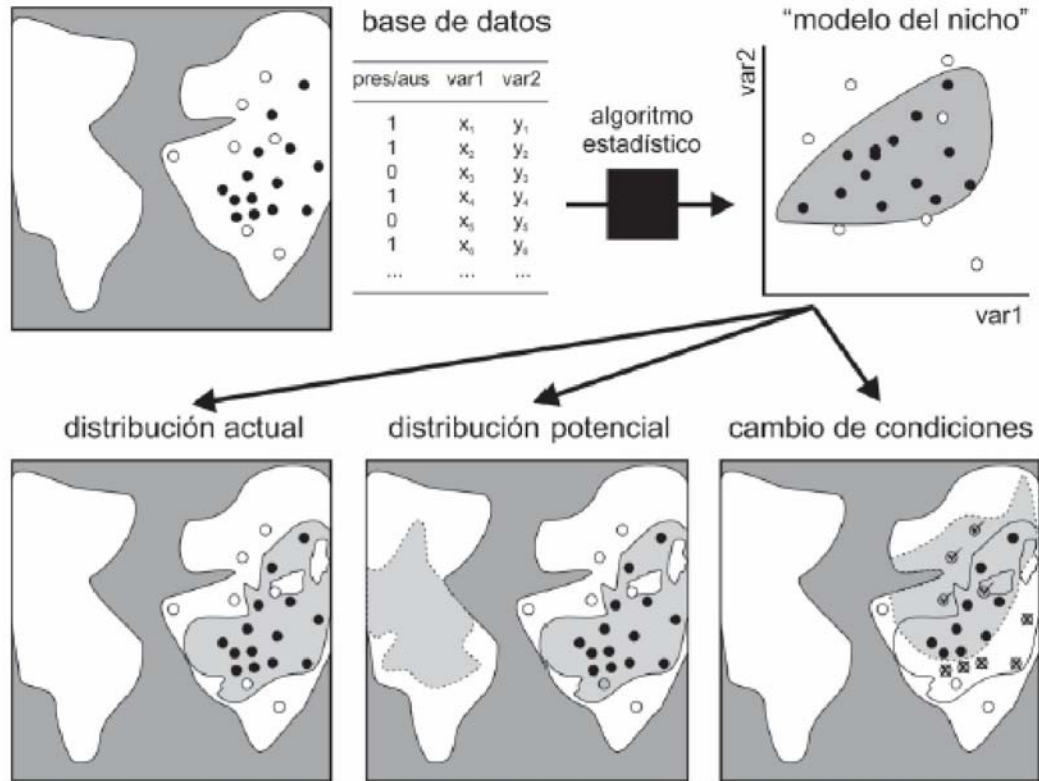 base de datos
"modelo del nicho"
pres/aus var1 var2
1 x₁ y₁
1 x₂ y₂
0 x₃ y₃
1 x₄ y₄
0 x₅ y₅
1 x₆ y₆
... ... ...
algoritmo
estadístico
var2
var1
distribución actual
distribución potencial
cambio de condiciones